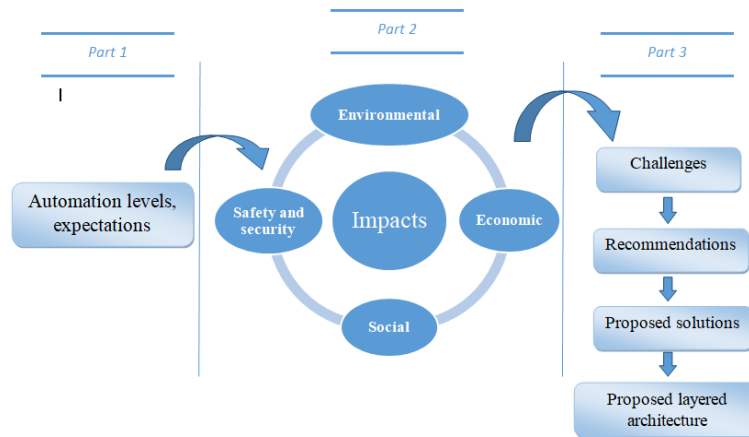 Part 1
Part 2
Part 3
I
Automation levels,
expectations
Environmental
Safety and
security
Impacts
Economic
Social
Challenges
Recommendations
Proposed solutions
Proposed layered
architecture